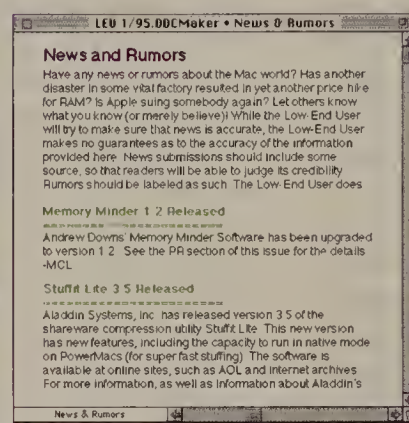 LEU 1/95.DOCMaker • News & Rumors
News and Rumors
Have any news or rumors about the Mac world? Has another
disaster in some vital factory resulted in yet another price hike
for RAM? Is Apple suing somebody again? Let others know
what you know (or merely believe)! While the Low-End User
will try to make sure that news is accurate, the Low-End User
makes no guarantees as to the accuracy of the information
provided here. News submissions should include some
source, so that readers will be able to judge its credibility.
Rumors should be labeled as such. The Low-End User does
Memory Minder 1.2 Released
Andrew Downs' Memory Minder Software has been upgraded
to version 1.2. See the PR section of this issue for the details.
-MCL
Stuffit Lite 3.5 Released
Aladdin Systems, Inc. has released version 3.5 of the
shareware compression utility Stuffit Lite. This new version
has new features, including the capacity to run in native mode
on PowerMacs (for super fast stuffing). The software is
available at online sites, such as AOL and internet archives.
For more information, as well as Information about Aladdin's
News & Rumors